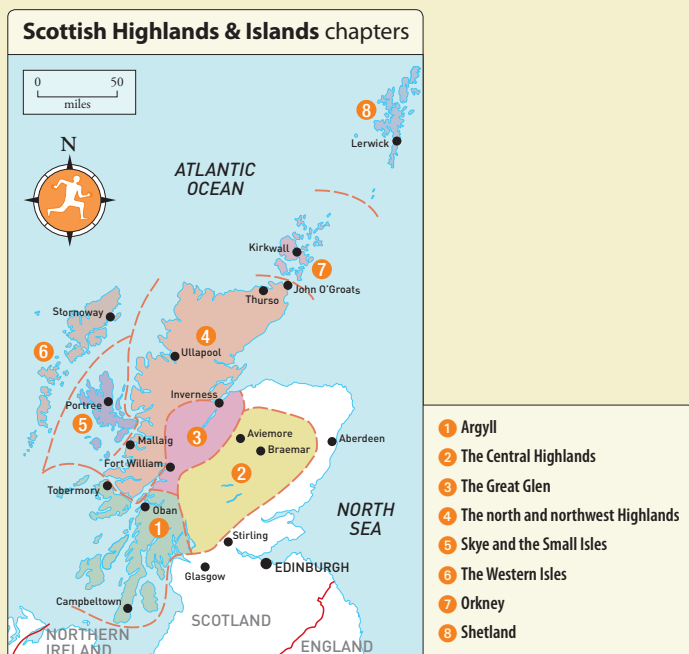 Scottish Highlands & Islands chapters
0 50
miles
N
8
Lerwick
ATLANTIC
OCEAN
Kirkwall
7
John O'Groats
Thurso
Stornoway
4
6
Ullapool
Inverness
Portree
5
3
Aviemore
Mallaig
Braemar
Aberdeen
Fort William
2
Tobermory
Oban
1
NORTH
SEA
Stirling
Glasgow
EDINBURGH
Campbeltown
SCOTLAND
NORTHERN
IRELAND
ENGLAND
1 Argyll
2 The Central Highlands
3 The Great Glen
4 The north and northwest Highlands
5 Skye and the Small Isles
6 The Western Isles
7 Orkney
8 Shetland